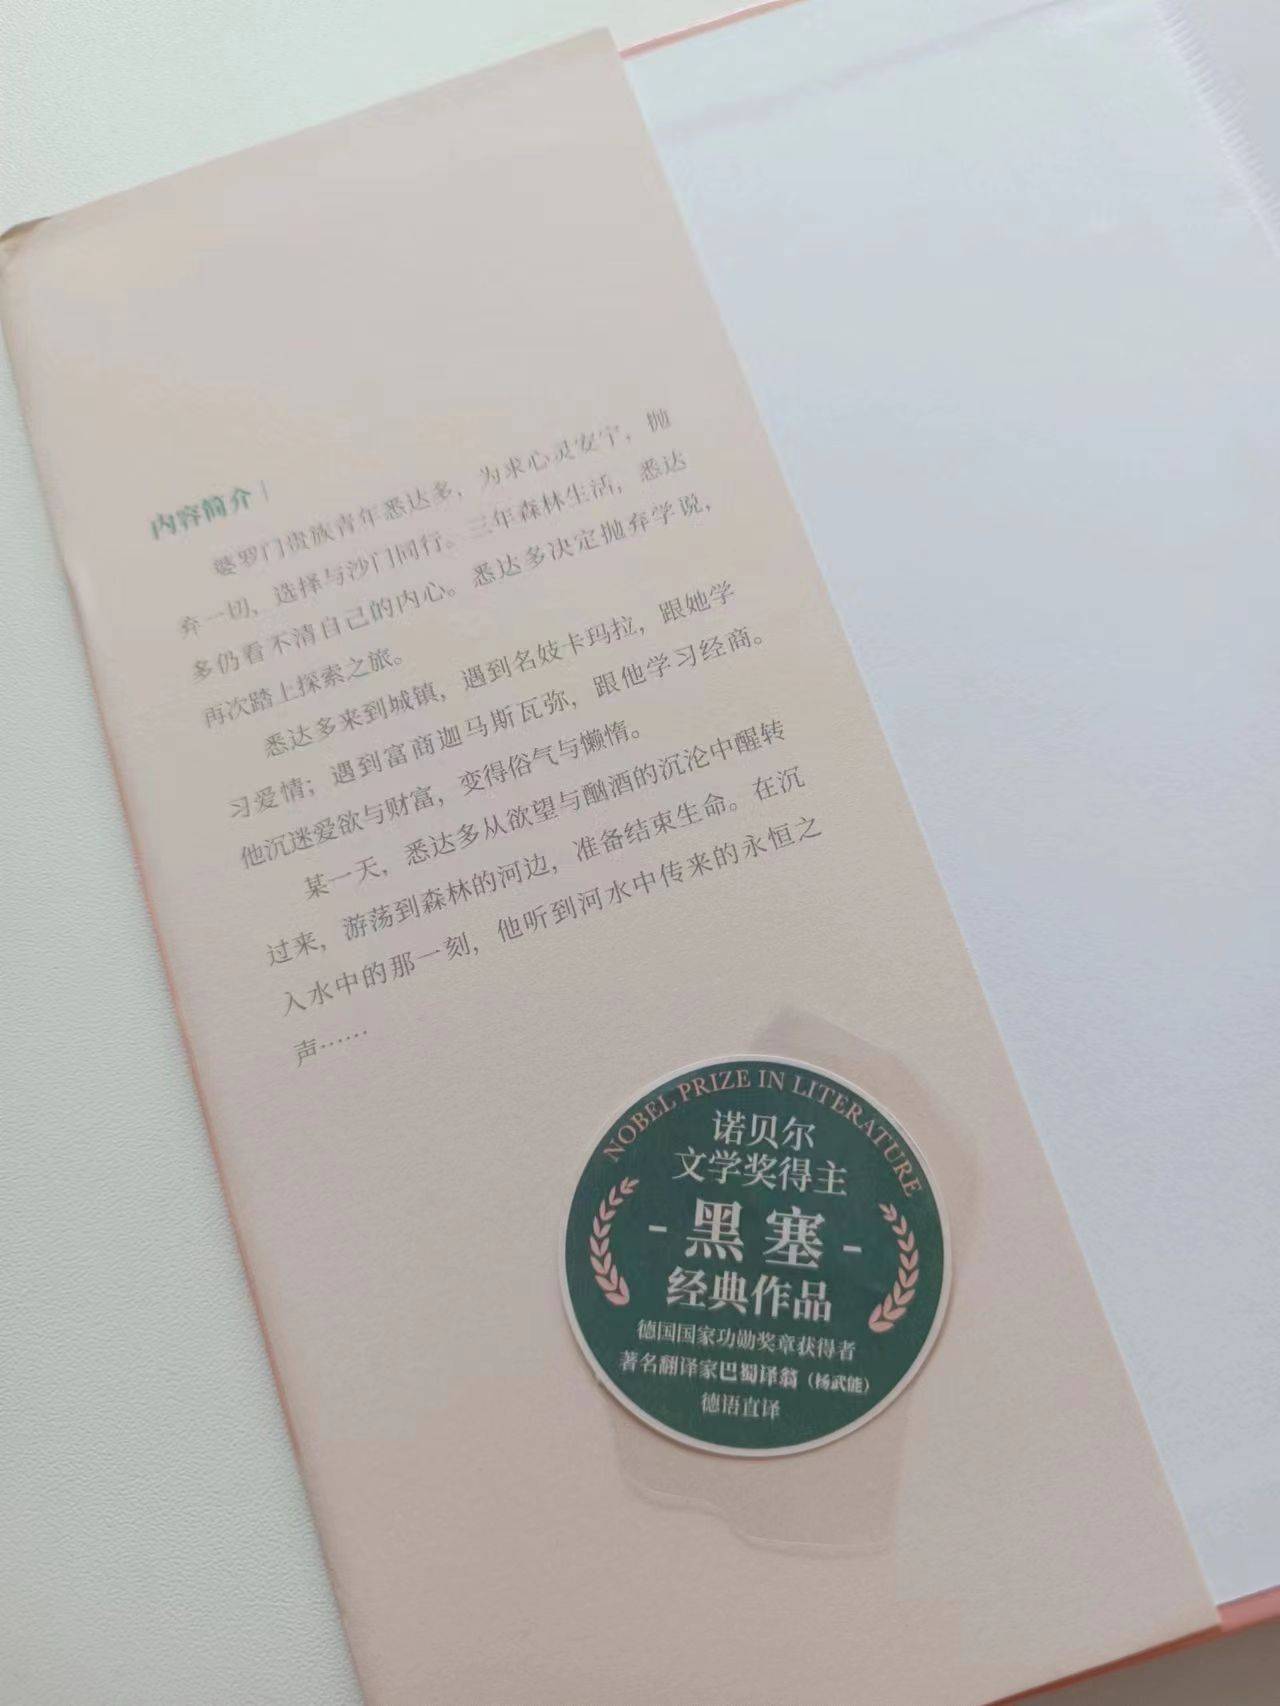 内容简介
婆罗门贵族青年悉达多，为求心灵安宁，抛
弃一切，选择与沙门同行。三年森林生活，悉达
多仍看不清自己的内心。悉达多决定抛弃学说，
再次踏上探索之旅。
悉达多来到城镇，遇到名妓卡玛拉，跟她学
习爱情；遇到富商迦马斯瓦弥，跟他学习经商。
他沉迷爱欲与财富，变得俗气与懒惰。
某一天，悉达多从欲望与酗酒的沉沦中醒转
过来，游荡到森林的河边，准备结束生命。在沉
入水中的那一刻，他听到河水中传来的永恒之
声……
NOBEL PRIZE IN LITERATURE
诺贝尔
文学奖得主
- 黑塞 -
经典作品
德国国家功勋奖章获得者
著名翻译家巴蜀译翁（杨武能）
德语直译